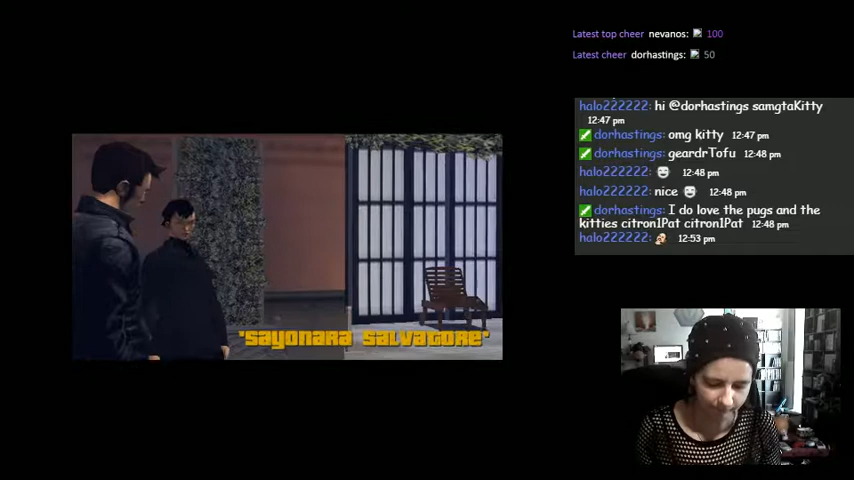 Latest top cheer nevanos: 100
Latest cheer dorhastings: 50
halo222222: hi @dorhastings samgtaKitty
12:47 pm
dorhastings: omg kitty 12:47 pm
dorhastings: geardrTofu 12:48 pm
halo222222: 12:48 pm
halo222222: nice 12:48 pm
dorhastings: I do love the pugs and the
kitties citron1Pat citron1Pat 12:48 pm
halo222222: 12:53 pm
'SAYONARA SALVATORE'